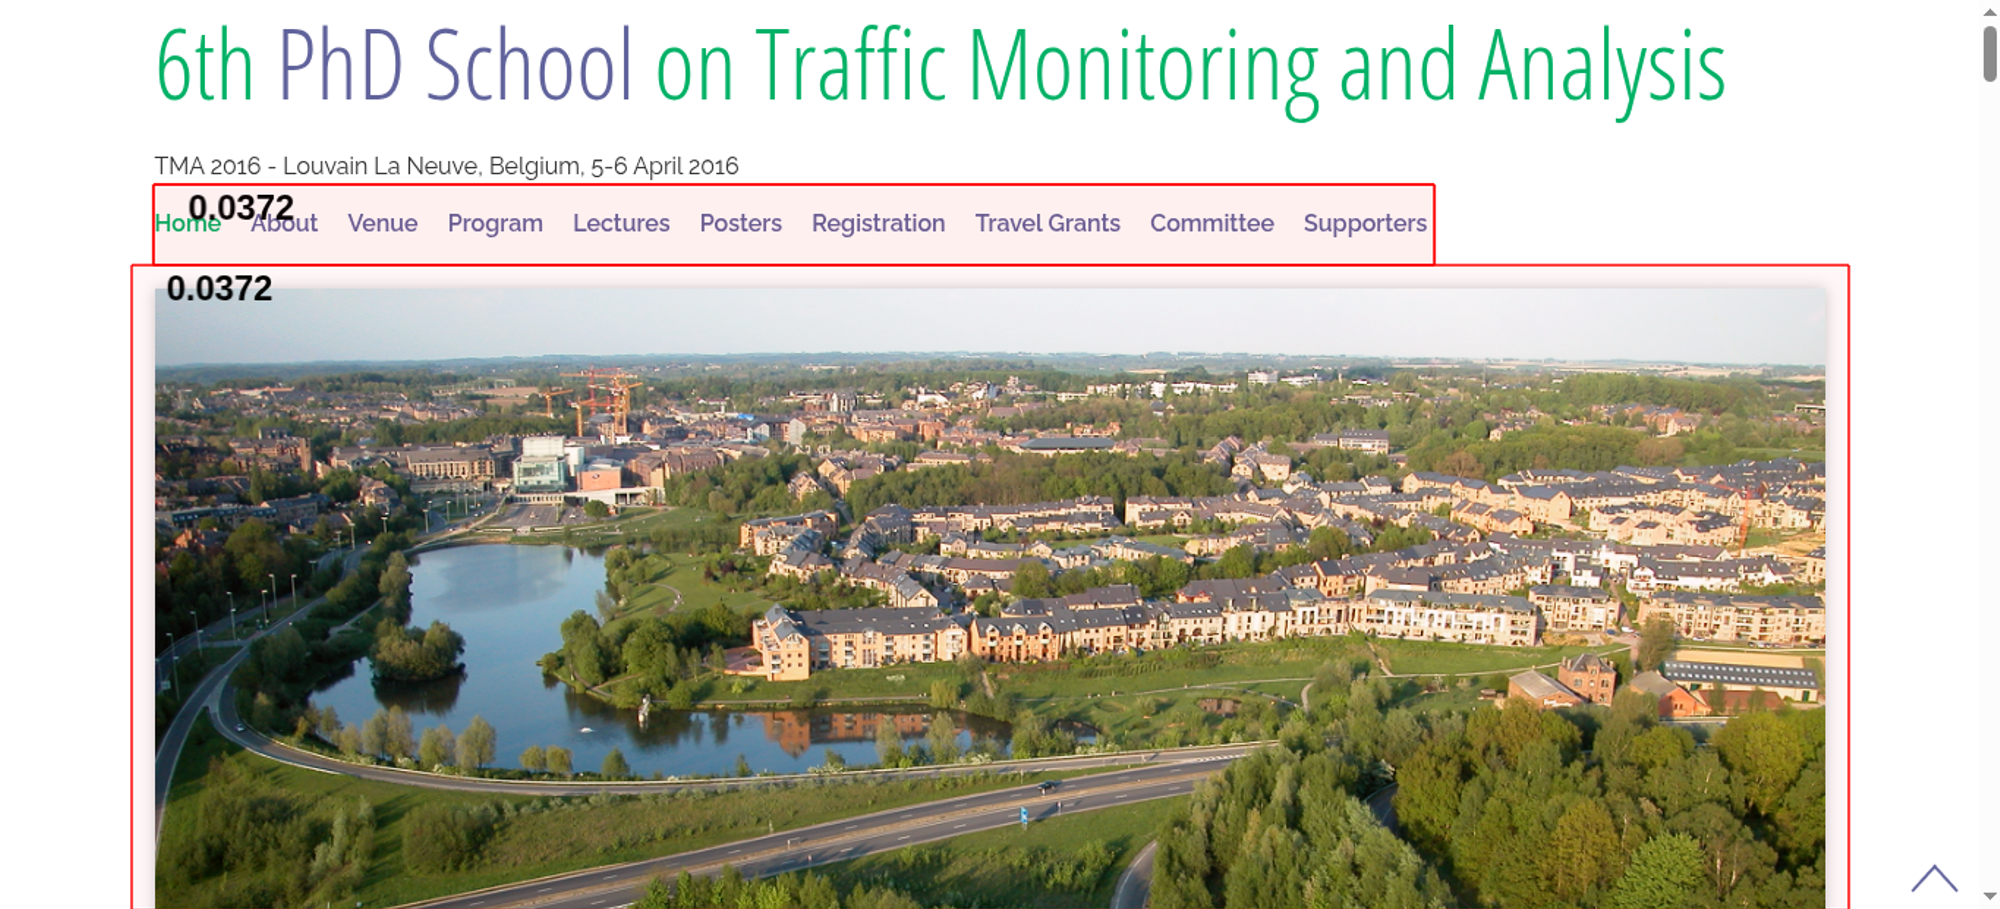 6th PhD School on Traffic Monitoring and Analysis
TMA 2016 - Louvain La Neuve, Belgium, 5-6 April 2016
0.0372
Home About Venue Program Lectures Posters Registration Travel Grants Committee Supporters
0.0372